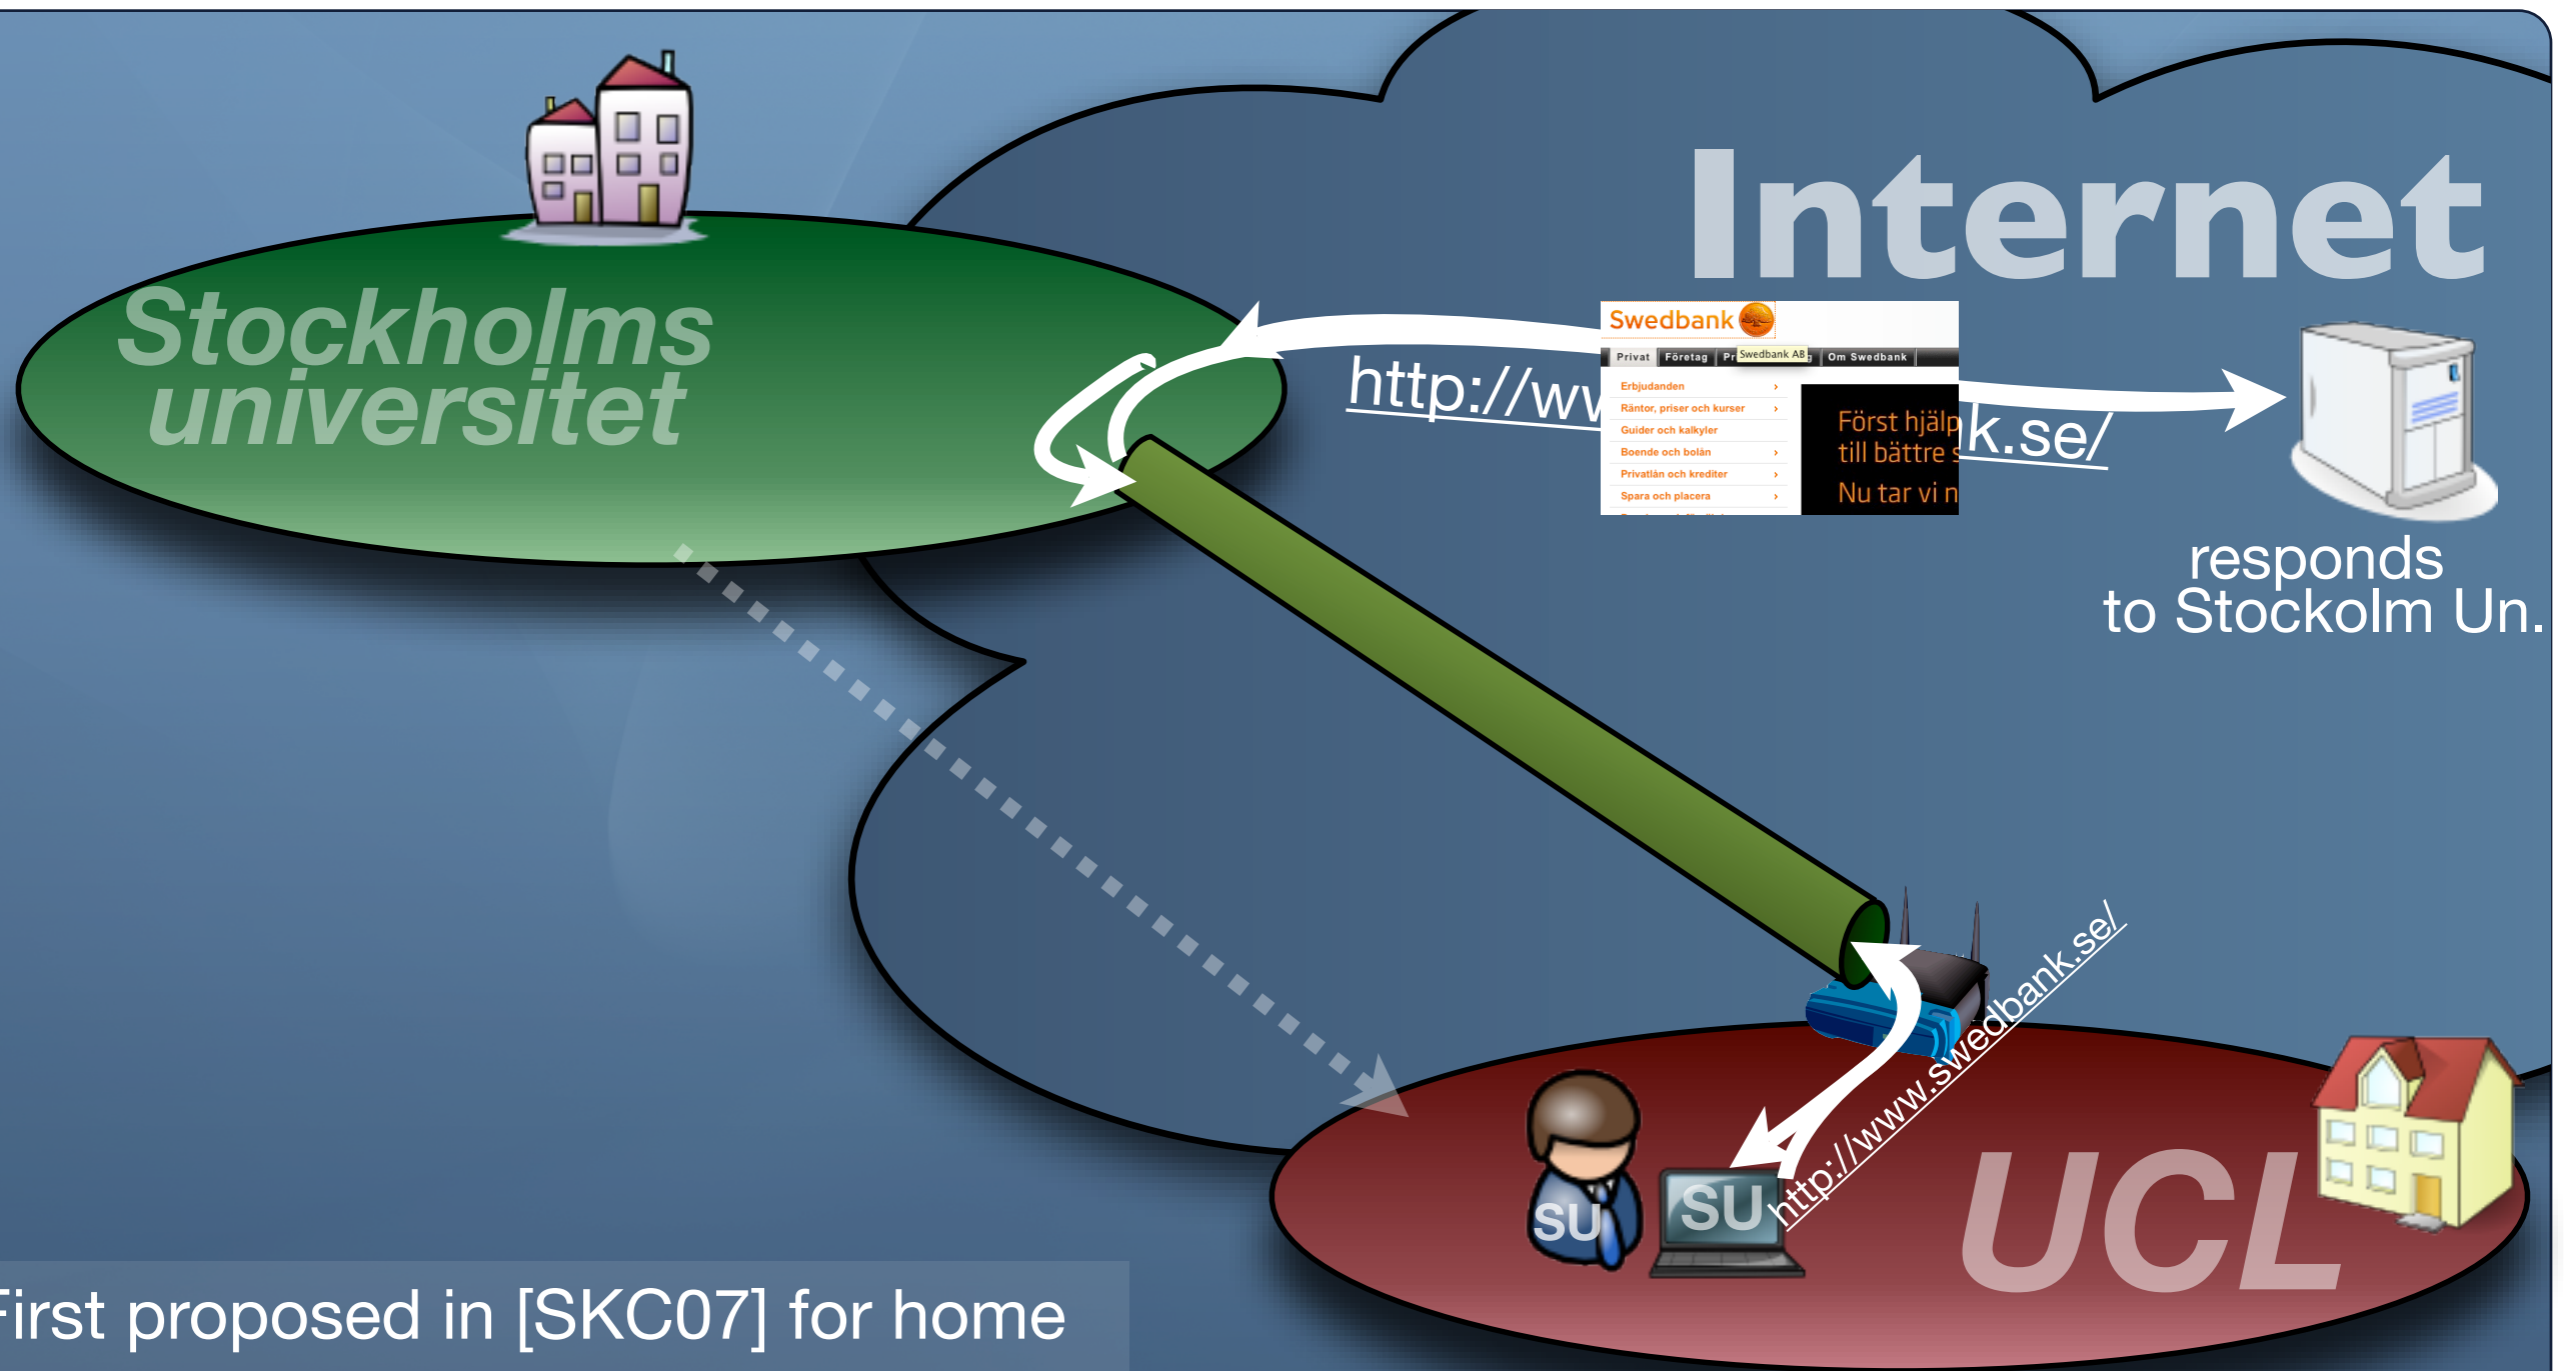 Internet
Stockholms
universitet
Swedbank
Privat Företag Pr Swedbank AB g Om Swedbank
http://ww k.se/
Erbjudanden
Räntor, priser och kurser
Guider och kalkyler
Boende och bolån
Privatlån och krediter
Spara och placera
Först hjälp
till bättre s
Nu tar vi n
responds
to Stockolm Un.
http://www.swedbank.se/
SU
SU
UCL
First proposed in [SKC07] for home